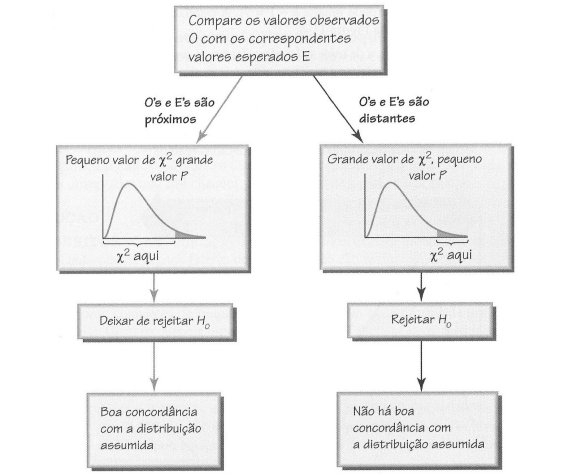 Compare os valores observados
O com os correspondentes
valores esperados E
O's e E's são
próximos
O's e E's são
distantes
Pequeno valor de χ² grande
valor P
χ² aqui
Grande valor de χ², pequeno
valor P
χ² aqui
Deixar de rejeitar H₀
Rejeitar H₀
Boa concordância
com a distribuição
assumida
Não há boa
concordância com
a distribuição assumida